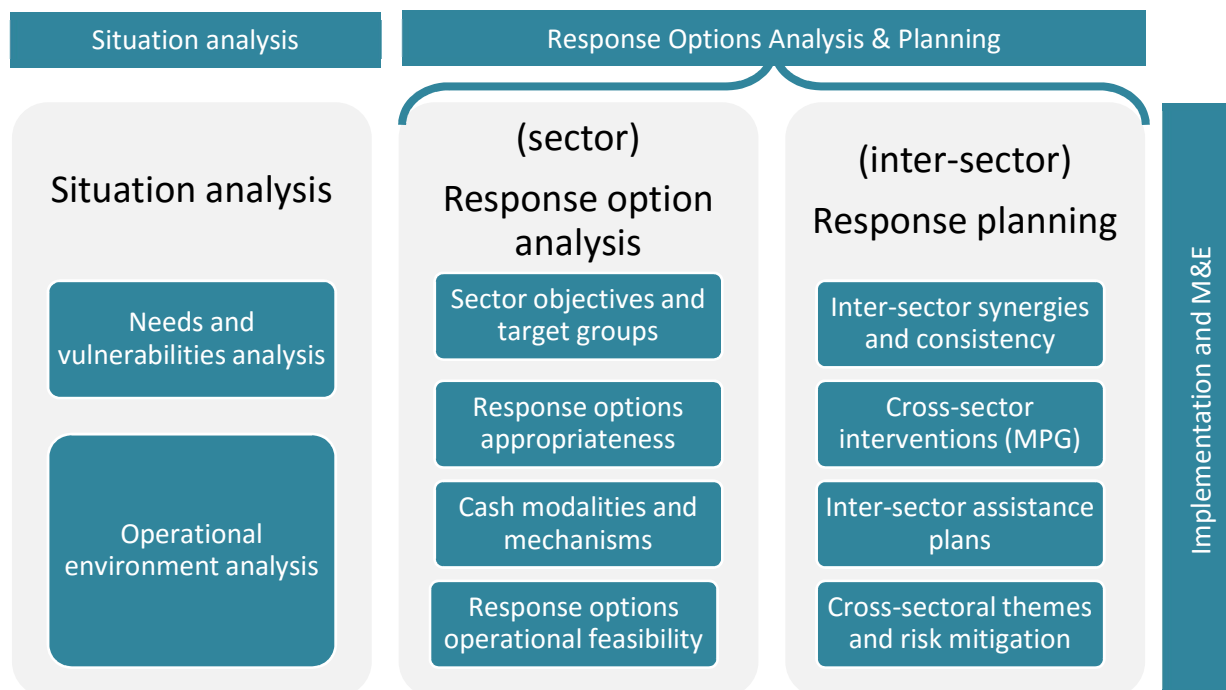 Situation analysis
Response Options Analysis & Planning
Situation analysis
Needs and
vulnerabilities analysis
Operational
environment analysis
(sector)
Response option
analysis
Sector objectives and
target groups
Response options
appropriateness
Cash modalities and
mechanisms
Response options
operational feasibility
(inter-sector)
Response planning
Inter-sector synergies
and consistency
Cross-sector
interventions (MPG)
Inter-sector assistance
plans
Cross-sectoral themes
and risk mitigation
Implementation and M&E